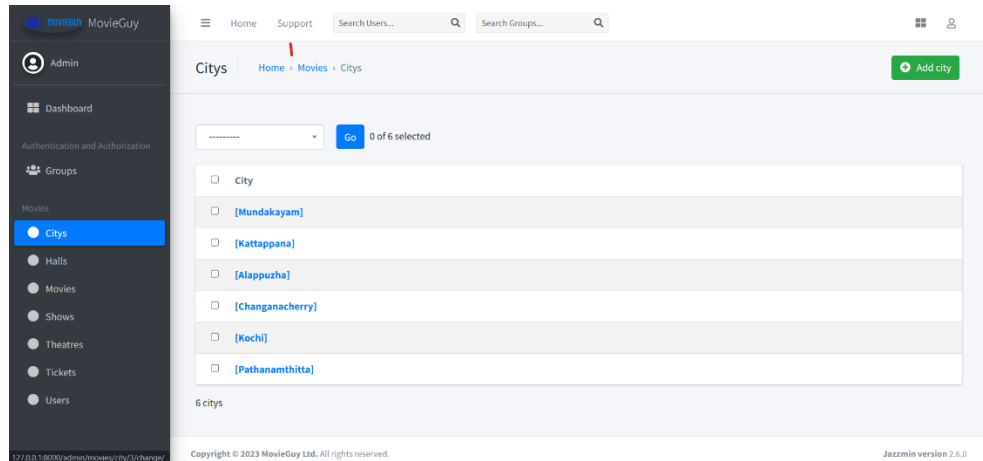 MOVIEGUY MovieGuy
Home Support Search Users... Search Groups...
Admin
Citys Home › Movies › Citys Add city
Dashboard
--------- Go 0 of 6 selected
Authentication and Authorization
Groups
Movies
Citys
Halls
Movies
Shows
Theatres
Tickets
Users
City
[Mundakayam]
[Kattappana]
[Alappuzha]
[Changanacherry]
[Kochi]
[Pathanamthitta]
6 citys
127.0.0.1:8000/admin/movies/city/3/change/
Copyright © 2023 MovieGuy Ltd. All rights reserved. Jazzmin version 2.6.0